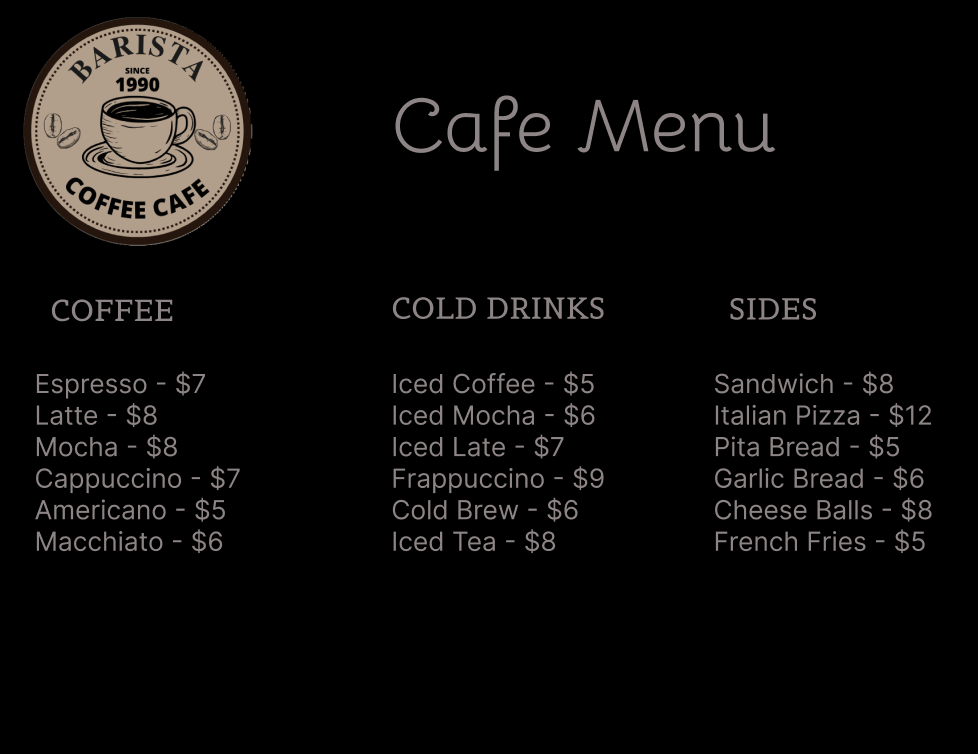 BARISTA
SINCE
1990
COFFEE CAFE
Cafe Menu
COFFEE
Espresso - $7
Latte - $8
Mocha - $8
Cappuccino - $7
Americano - $5
Macchiato - $6
COLD DRINKS
Iced Coffee - $5
Iced Mocha - $6
Iced Late - $7
Frappuccino - $9
Cold Brew - $6
Iced Tea - $8
SIDES
Sandwich - $8
Italian Pizza - $12
Pita Bread - $5
Garlic Bread - $6
Cheese Balls - $8
French Fries - $5